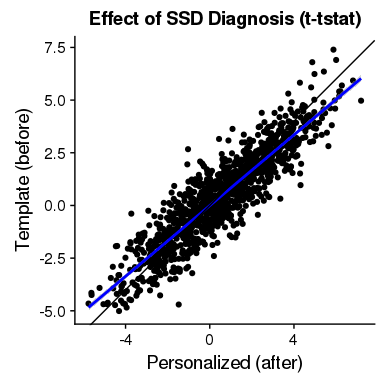 Effect of SSD Diagnosis (t-tstat)
7.5
5.0
2.5
0.0
-2.5
-5.0
Template (before)
-4 0 4
Personalized (after)